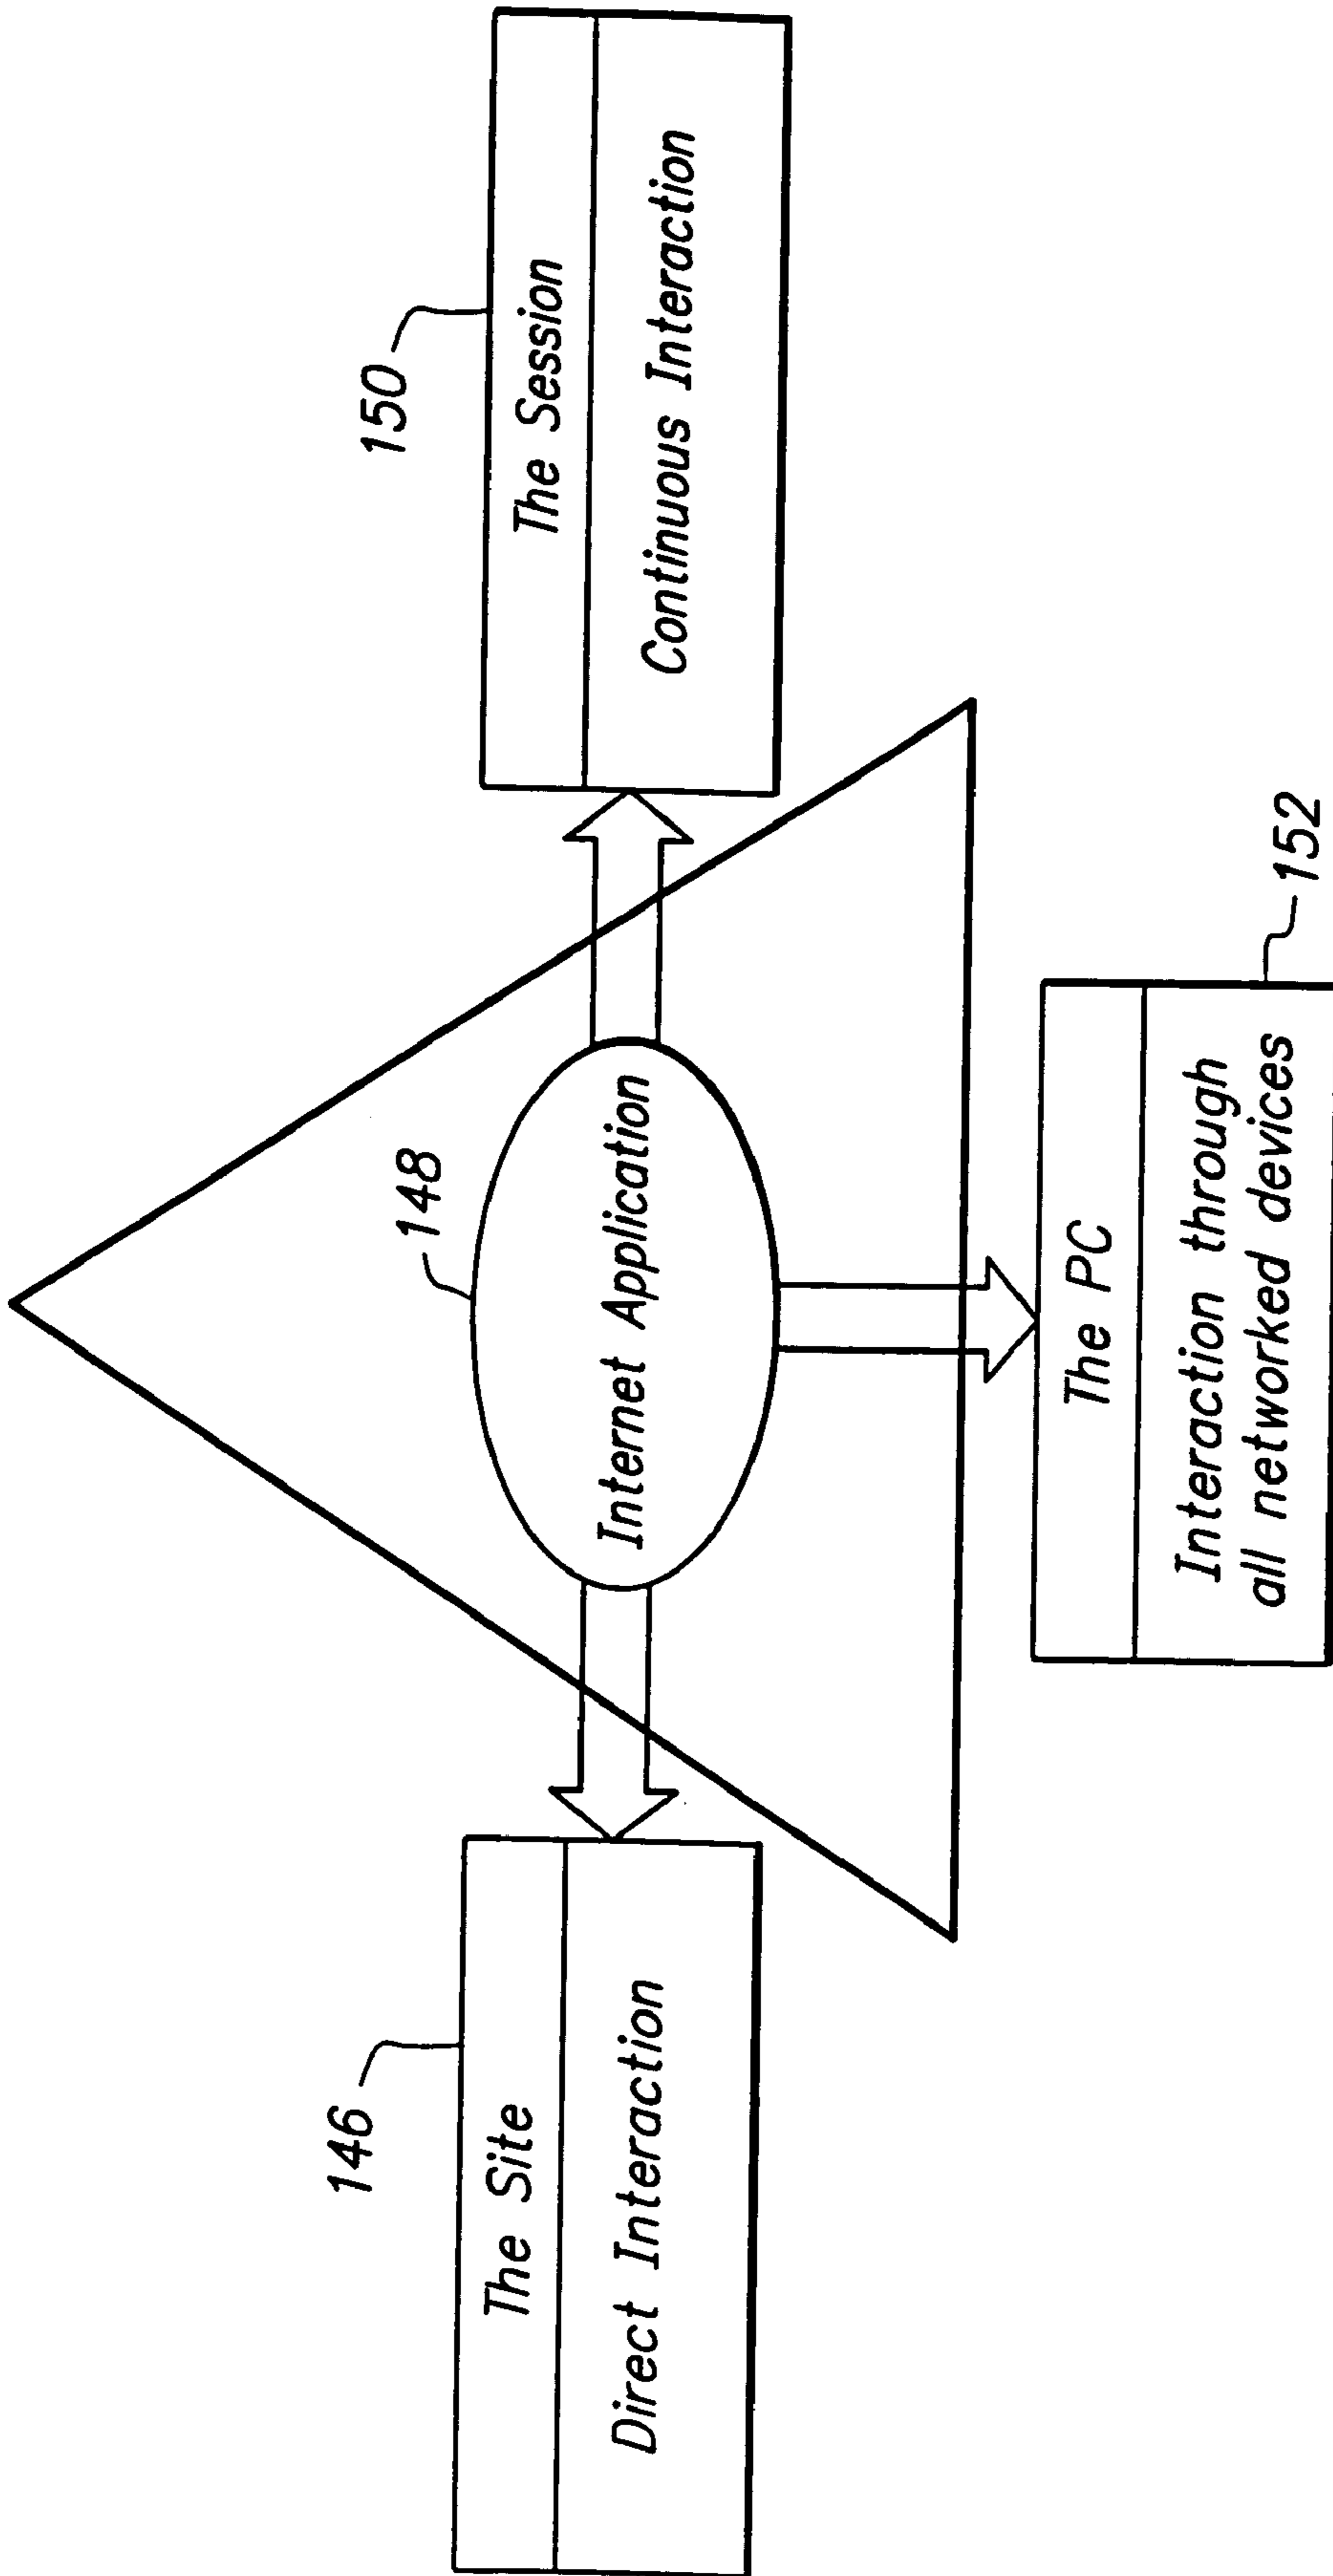 146
The Site
Direct Interaction
148
Internet Application
150
The Session
Continuous Interaction
The PC
Interaction through
all networked devices
152